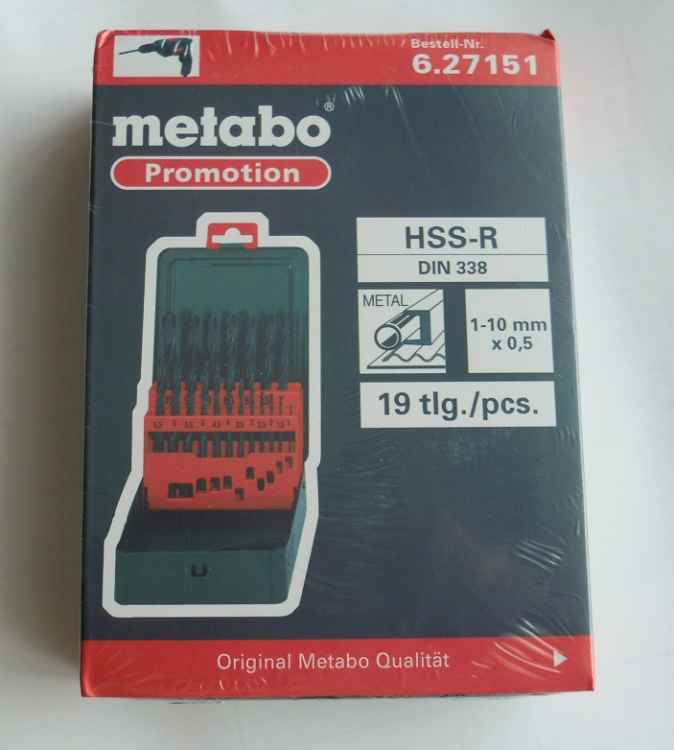 Bestell-Nr.
6.27151
metabo®
Promotion
HSS-R
DIN 338
METAL
1-10 mm
x 0,5
19 tlg./pcs.
Original Metabo Qualität